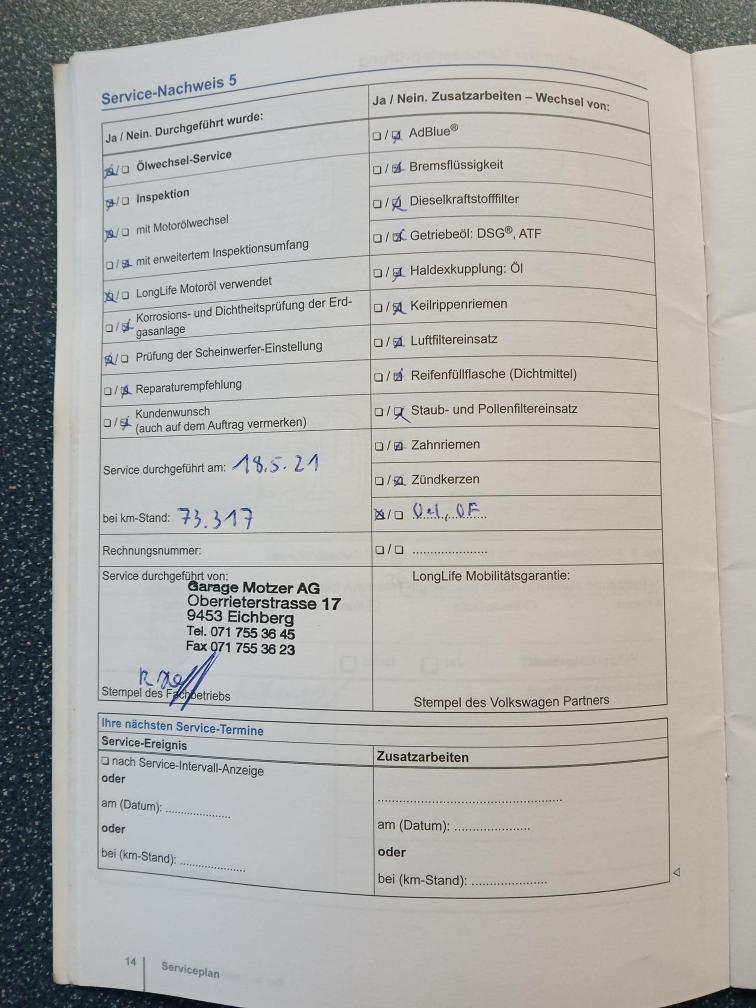 Service-Nachweis 5
Ja / Nein. Durchgeführt wurde:
☒/☐ Ölwechsel-Service
☒/☐ Inspektion
☒/☐ mit Motorölwechsel
☐/☒ mit erweitertem Inspektionsumfang
☒/☐ LongLife Motoröl verwendet
☐/☒ Korrosions- und Dichtheitsprüfung der Erd-
gasanlage
☒/☐ Prüfung der Scheinwerfer-Einstellung
☐/☒ Reparaturempfehlung
☐/☒ Kundenwunsch
(auch auf dem Auftrag vermerken)
Service durchgeführt am: 18.5.21
bei km-Stand: 73.317
Rechnungsnummer:
Service durchgeführt von:
Garage Motzer AG
Oberrieterstrasse 17
9453 Eichberg
Tel. 071 755 36 45
Fax 071 755 36 23
Stempel des Fachbetriebs
Ja / Nein. Zusatzarbeiten – Wechsel von:
☐/☒ AdBlue®
☐/☒ Bremsflüssigkeit
☐/☒ Dieselkraftstofffilter
☐/☒ Getriebeöl: DSG®, ATF
☐/☒ Haldexkupplung: Öl
☐/☒ Keilrippenriemen
☐/☒ Luftfiltereinsatz
☐/☒ Reifenfüllflasche (Dichtmittel)
☐/☒ Staub- und Pollenfiltereinsatz
☐/☒ Zahnriemen
☐/☒ Zündkerzen
☒/☐ Oel, OF
☐/☐ ......................
LongLife Mobilitätsgarantie:
Stempel des Volkswagen Partners
Ihre nächsten Service-Termine
Service-Ereignis
☐ nach Service-Intervall-Anzeige
oder
am (Datum): ...................
oder
bei (km-Stand): ...................
Zusatzarbeiten
.......................................................
am (Datum): ......................
oder
bei (km-Stand): ......................
14
Serviceplan